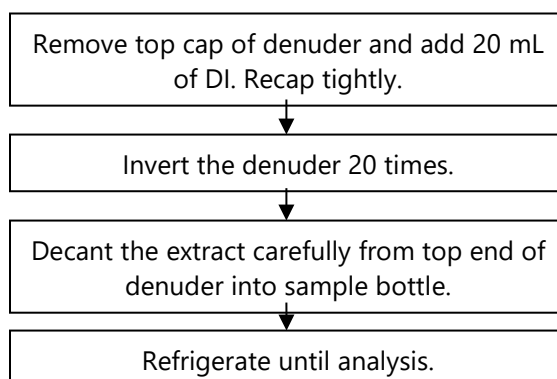 Remove top cap of denuder and add 20 mL
of DI. Recap tightly.
Invert the denuder 20 times.
Decant the extract carefully from top end of
denuder into sample bottle.
Refrigerate until analysis.